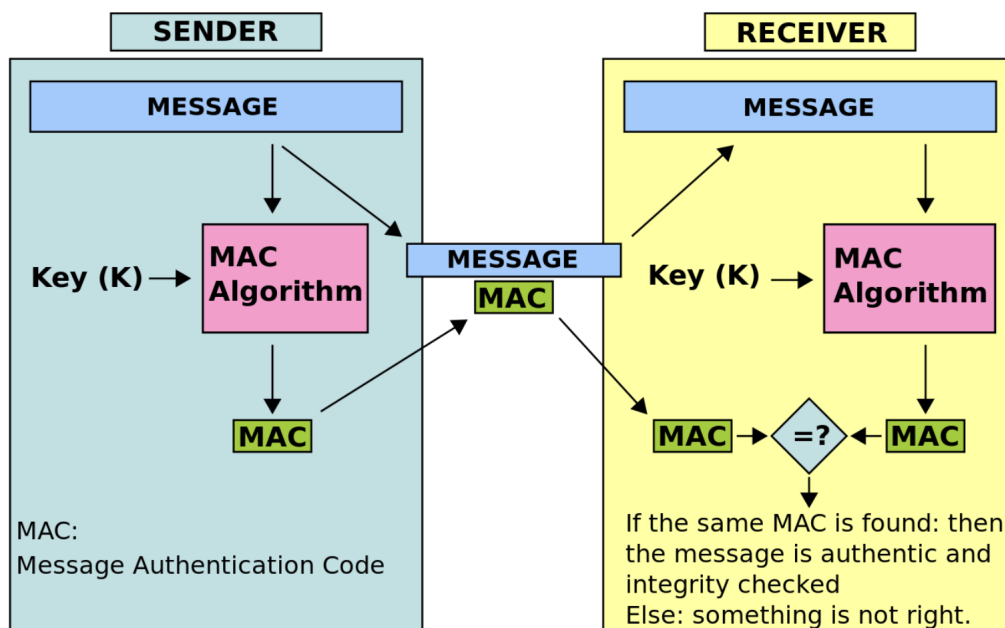 SENDER
MESSAGE
Key (K)
MAC
Algorithm
MAC
MAC:
Message Authentication Code
MESSAGE
MAC
RECEIVER
MESSAGE
Key (K)
MAC
Algorithm
MAC
=?
MAC
If the same MAC is found: then
the message is authentic and
integrity checked
Else: something is not right.